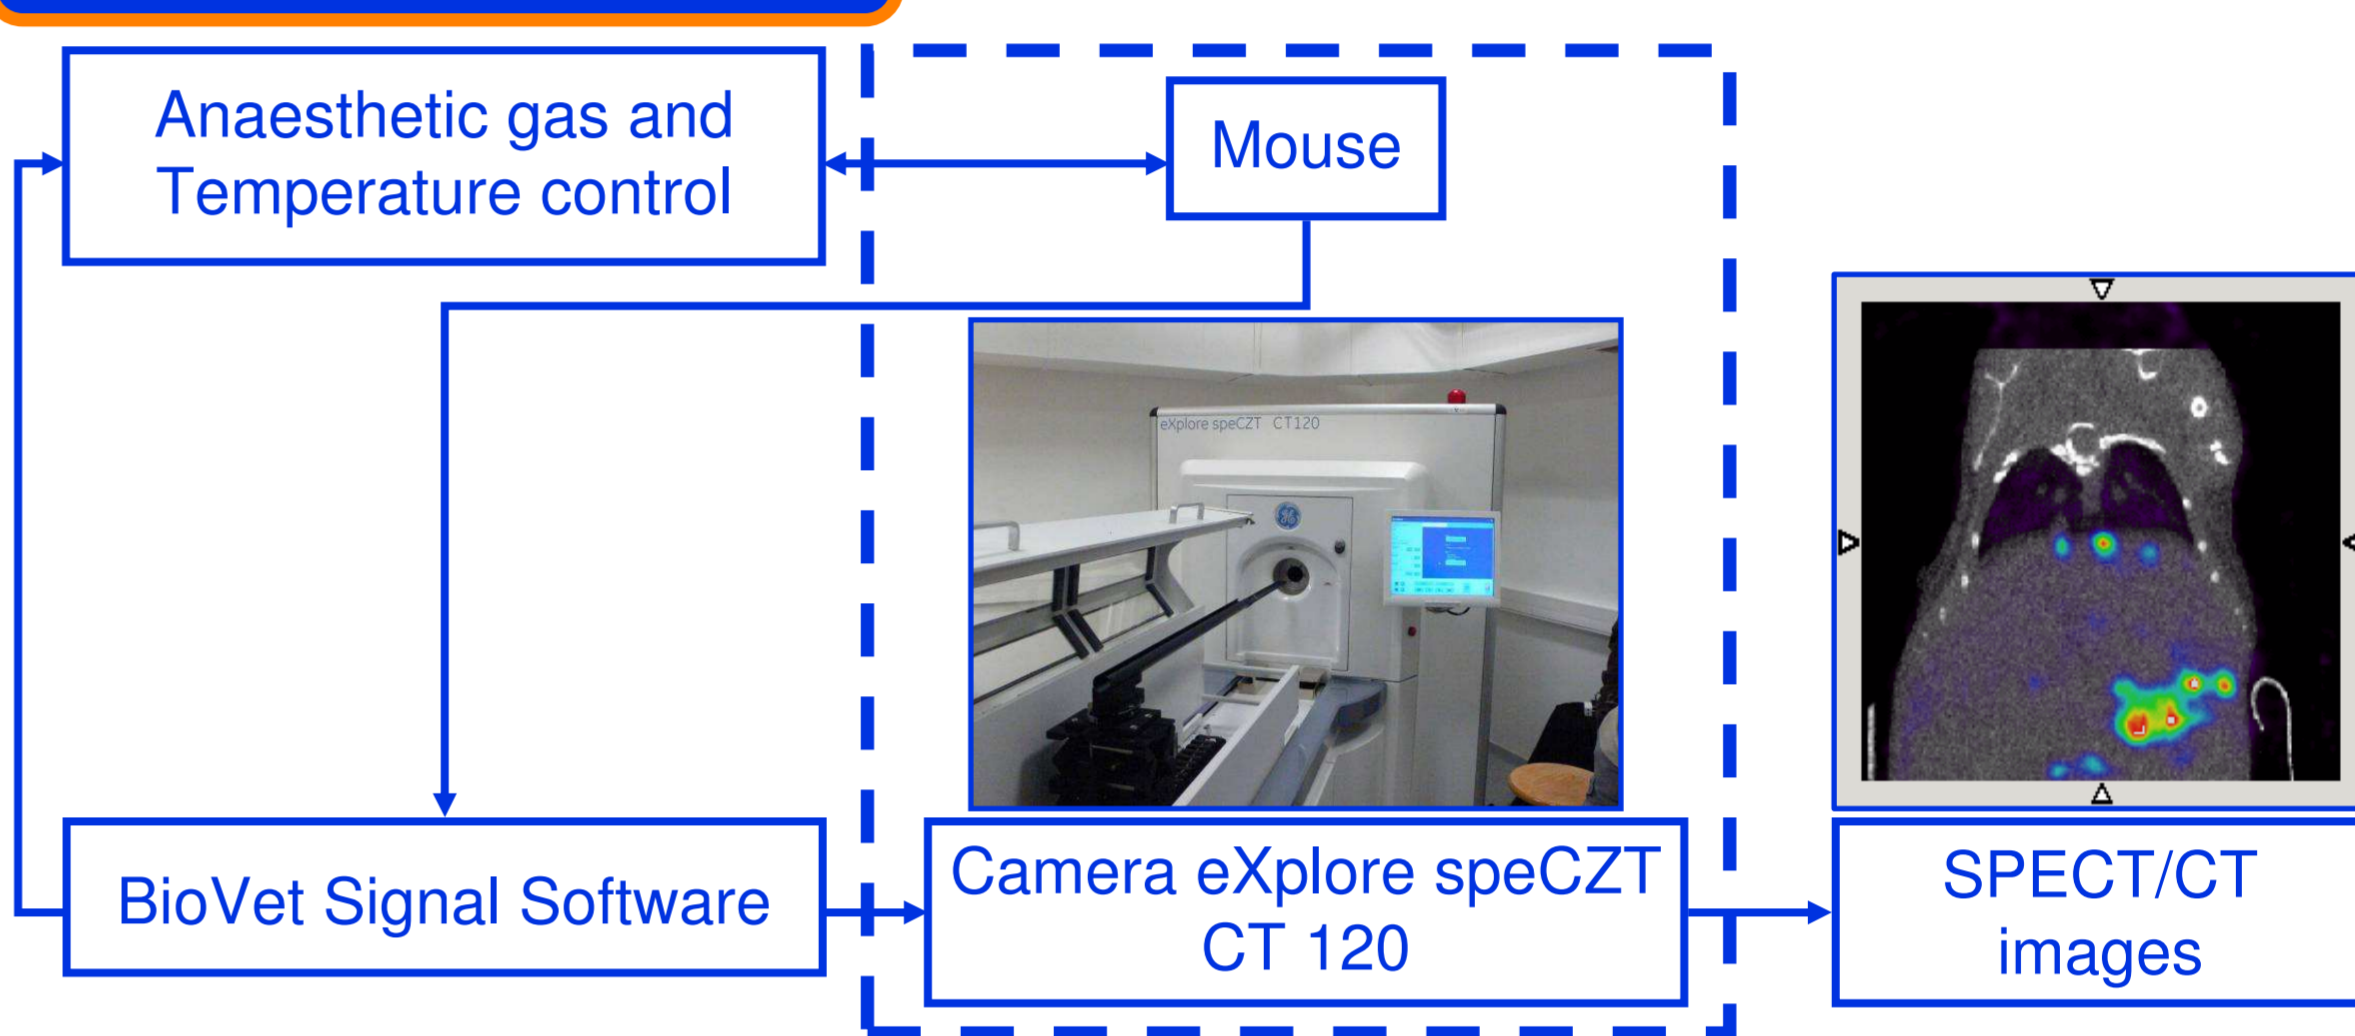 Anaesthetic gas and
Temperature control
Mouse
eXplore speCZT CT120
BioVet Signal Software
Camera eXplore speCZT
CT 120
SPECT/CT
images